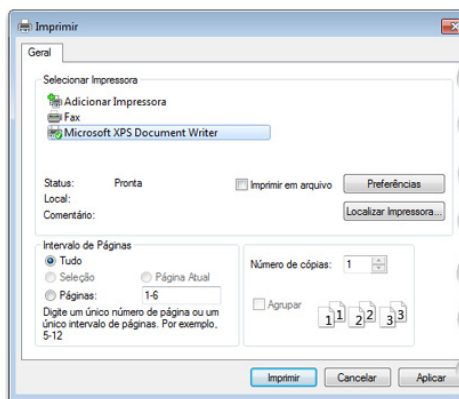 Imprimir
Geral
Selecionar Impressora
Adicionar Impressora
Fax
Microsoft XPS Document Writer
Status: Pronta
Imprimir em arquivo
Preferências
Local:
Localizar Impressora...
Comentário:
Intervalo de Páginas
Tudo
Seleção
Página Atual
Páginas: 1-6
Digite um único número de página ou um
único intervalo de páginas. Por exemplo,
5-12
Número de cópias: 1
Agrupar
1 1 2 2 3 3
Imprimir
Cancelar
Aplicar